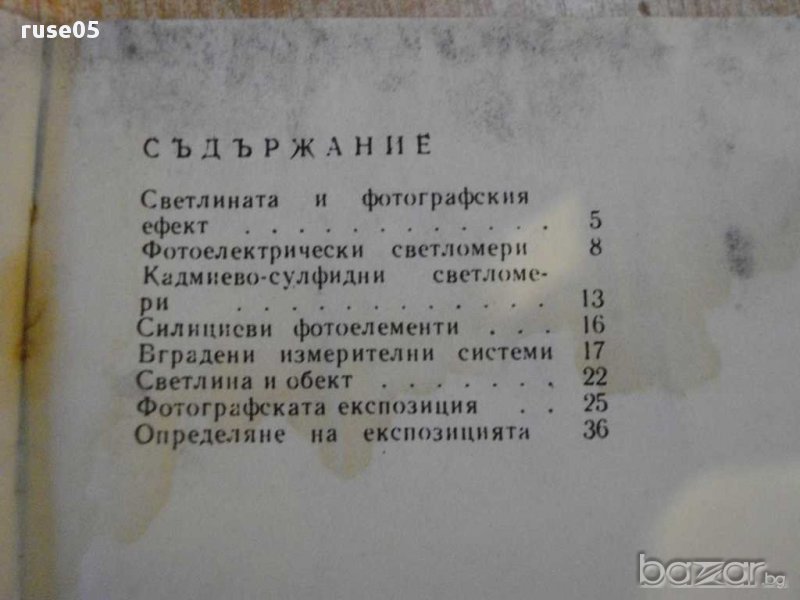 ruse05
СЪДЪРЖАНИЕ
Светлината и фотографския
ефект . . . . . . . . . . . . 5
Фотоелектрически светломери 8
Кадмиево-сулфидни светломе-
ри . . . . . . . . . . . . 13
Силициеви фотоелементи . . . 16
Вградени измерителни системи 17
Светлина и обект . . . . . . . 22
Фотографската експозиция . . 25
Определяне на експозицията 36
bazar.bg